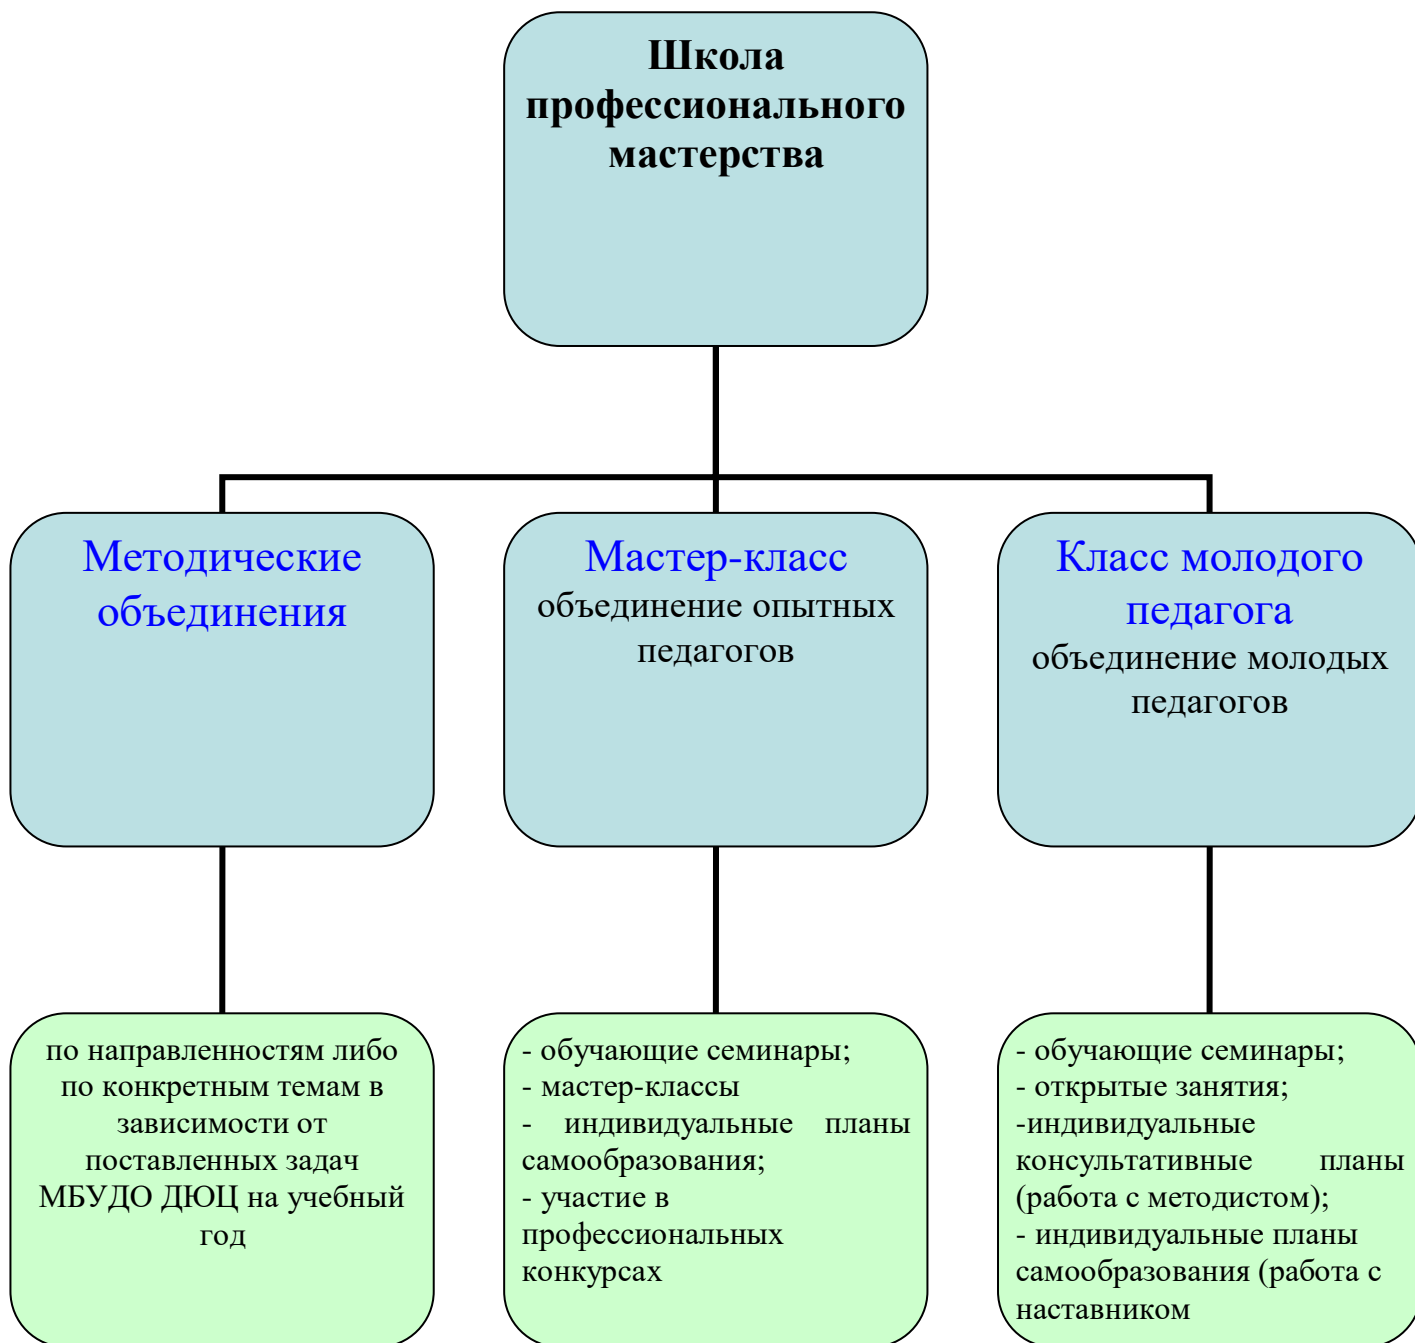 Школа
профессионального
мастерства
Методические
объединения
Мастер-класс
объединение опытных
педагогов
Класс молодого
педагога
объединение молодых
педагогов
по направленностям либо
по конкретным темам в
зависимости от
поставленных задач
МБУДО ДЮЦ на учебный
год
- обучающие семинары;
- мастер-классы
- индивидуальные планы
самообразования;
- участие в
профессиональных
конкурсах
- обучающие семинары;
- открытые занятия;
-индивидуальные
консультативные планы
(работа с методистом);
- индивидуальные планы
самообразования (работа с
наставником